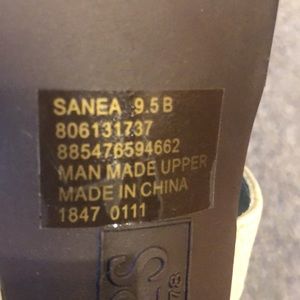 SANEA 9.5 B
806131737
885476594662
MAN MADE UPPER
MADE IN CHINA
1847 0111